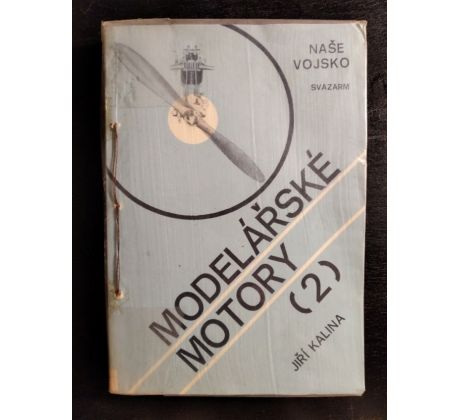 NAŠE
VOJSKO
SVAZARM
MODELÁŘSKÉ
MOTORY
(2)
JIŘÍ KALINA